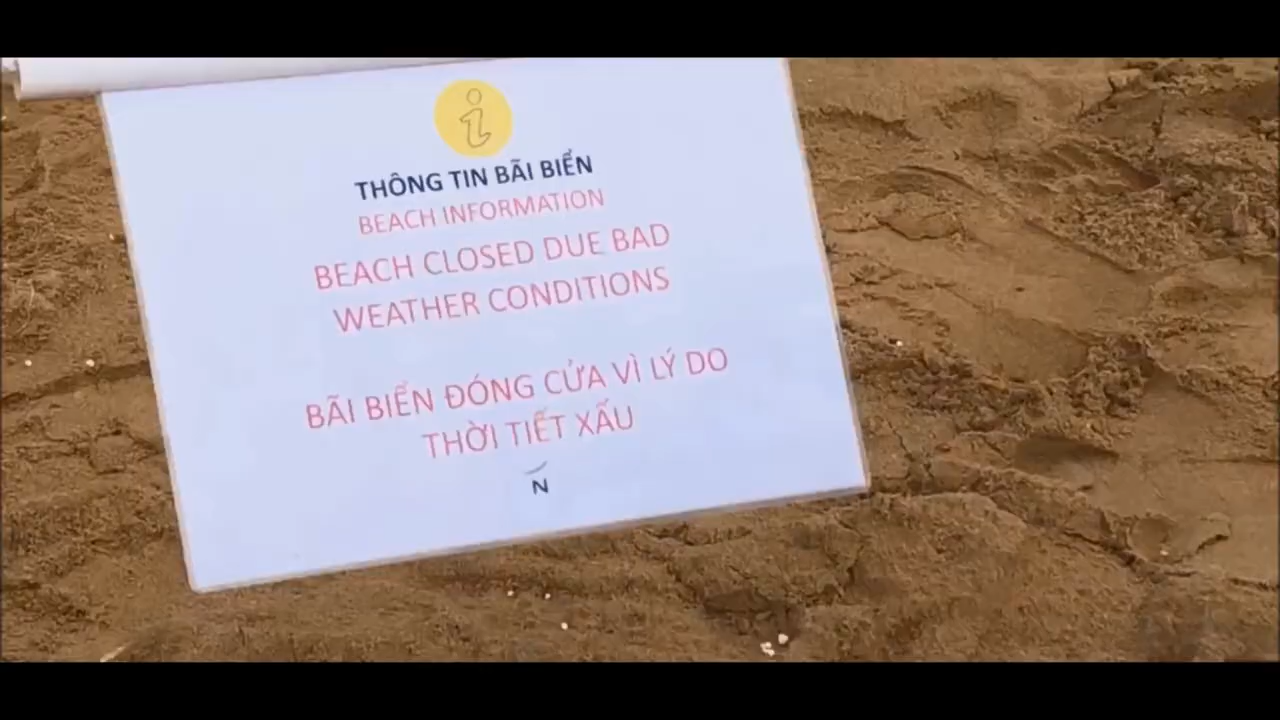 i
THÔNG TIN BÃI BIỂN
BEACH INFORMATION
BEACH CLOSED DUE BAD
WEATHER CONDITIONS
BÃI BIỂN ĐÓNG CỬA VÌ LÝ DO
THỜI TIẾT XẤU
N